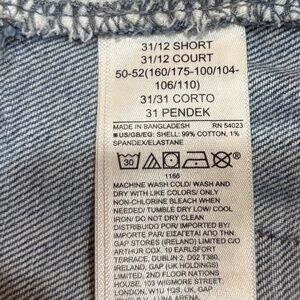 31/12 SHORT
31/12 COURT
50-52(160/175-100/104-
106/110)
31/31 CORTO
31 PENDEK
MADE IN BANGLADESH RN 54023
■ US/EG/EG: SHELL: 99% COTTON, 1%
SPANDEX/ELASTANE
30
1166
MACHINE WASH COLD/ WASH AND
DRY WITH LIKE COLORS/ ONLY
NON-CHLORINE BLEACH WHEN
NEEDED/ TUMBLE DRY LOW/ COOL
IRON/ DO NOT DRY CLEAN
DISTRIBUIDO POR/ IMPORTED BY/
IMPORTE PAR/ ΕΙΣΑΓΕΤΑΙ ΑΠΟ ΤΗΝ
GAP STORES (IRELAND) LIMITED C/O
ARTHUR COX, 10 EARLSFORT
TERRACE, DUBLIN 2, D02 T380,
IRELAND, GAP (UK HOLDINGS)
LIMITED, 2ND FLOOR NATIONS
HOUSE, 103 WIGMORE STREET,
LONDON, W1U 1QS, UK, GAP